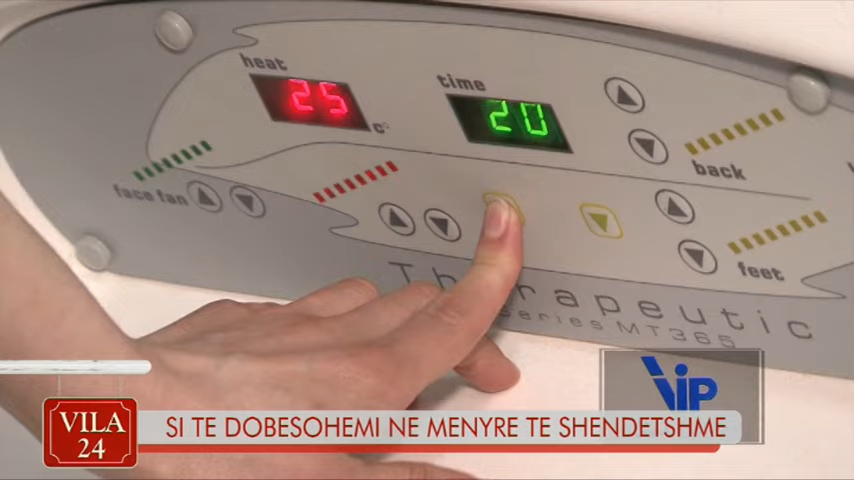 heat
25
c°
time
20
back
face fan
feet
Therapeutic
series MT365
VIP
VILA
24
SI TE DOBESOHEMI NE MENYRE TE SHENDETSHME